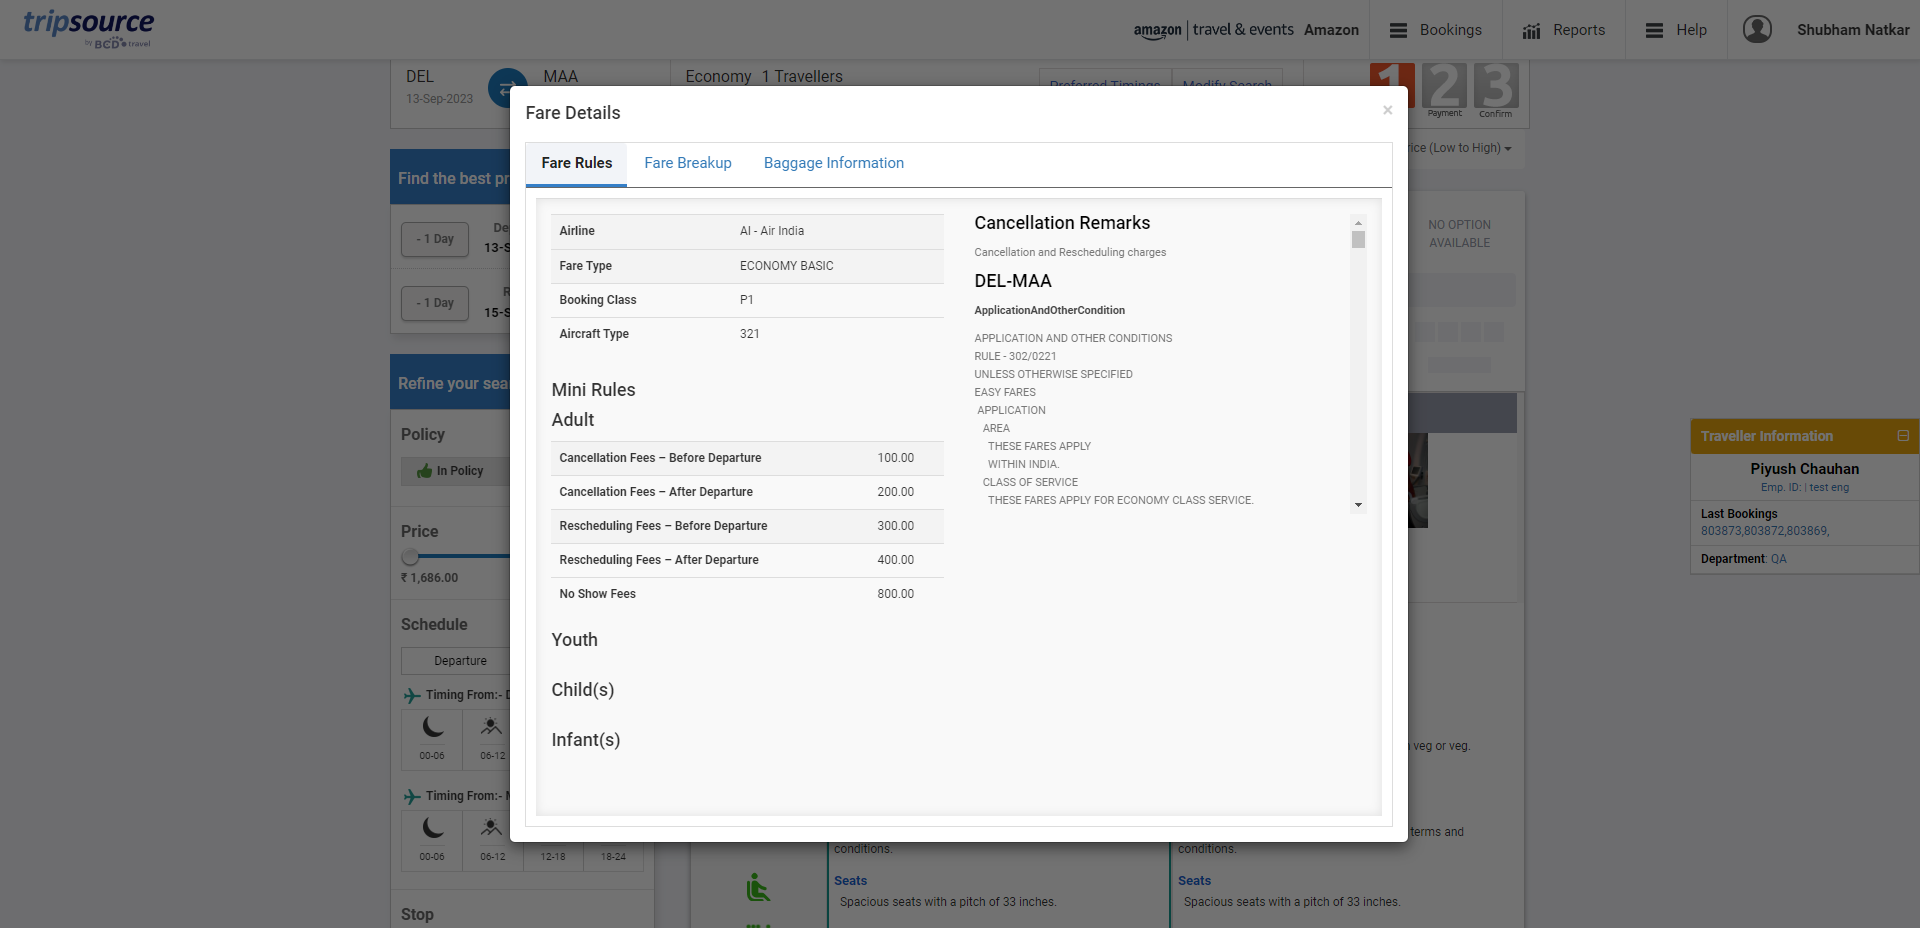 tripsource
by BCD travel
amazon travel & events Amazon
Bookings
Reports
Help
Shubham Natkar
DEL
13-Sep-2023
MAA
Economy 1 Travellers
Preferred Timings
Modify Search
1
2
Payment
3
Confirm
(Low to High)
Find the best
- 1 Day
- 1 Day
Refine your
Policy
In Policy
Price
₹ 1,686.00
Schedule
Departure
Timing From:-
00-06
06-12
Timing From:-
00-06
06-12
12-18
18-24
Stop
Fare Details
×
Fare Rules
Fare Breakup
Baggage Information
Airline AI - Air India
Fare Type ECONOMY BASIC
Booking Class P1
Aircraft Type 321
Mini Rules
Adult
Cancellation Fees – Before Departure 100.00
Cancellation Fees – After Departure 200.00
Rescheduling Fees – Before Departure 300.00
Rescheduling Fees – After Departure 400.00
No Show Fees 800.00
Youth
Child(s)
Infant(s)
Cancellation Remarks
Cancellation and Rescheduling charges
DEL-MAA
ApplicationAndOtherCondition
APPLICATION AND OTHER CONDITIONS
RULE - 302/0221
UNLESS OTHERWISE SPECIFIED
EASY FARES
APPLICATION
AREA
THESE FARES APPLY
WITHIN INDIA.
CLASS OF SERVICE
THESE FARES APPLY FOR ECONOMY CLASS SERVICE.
NO OPTION
AVAILABLE
Traveller Information
Piyush Chauhan
Emp. ID: | test eng
Last Bookings
803873,803872,803869,
Department: QA
veg or veg.
terms and
conditions.
conditions.
Seats
Spacious seats with a pitch of 33 inches.
Seats
Spacious seats with a pitch of 33 inches.